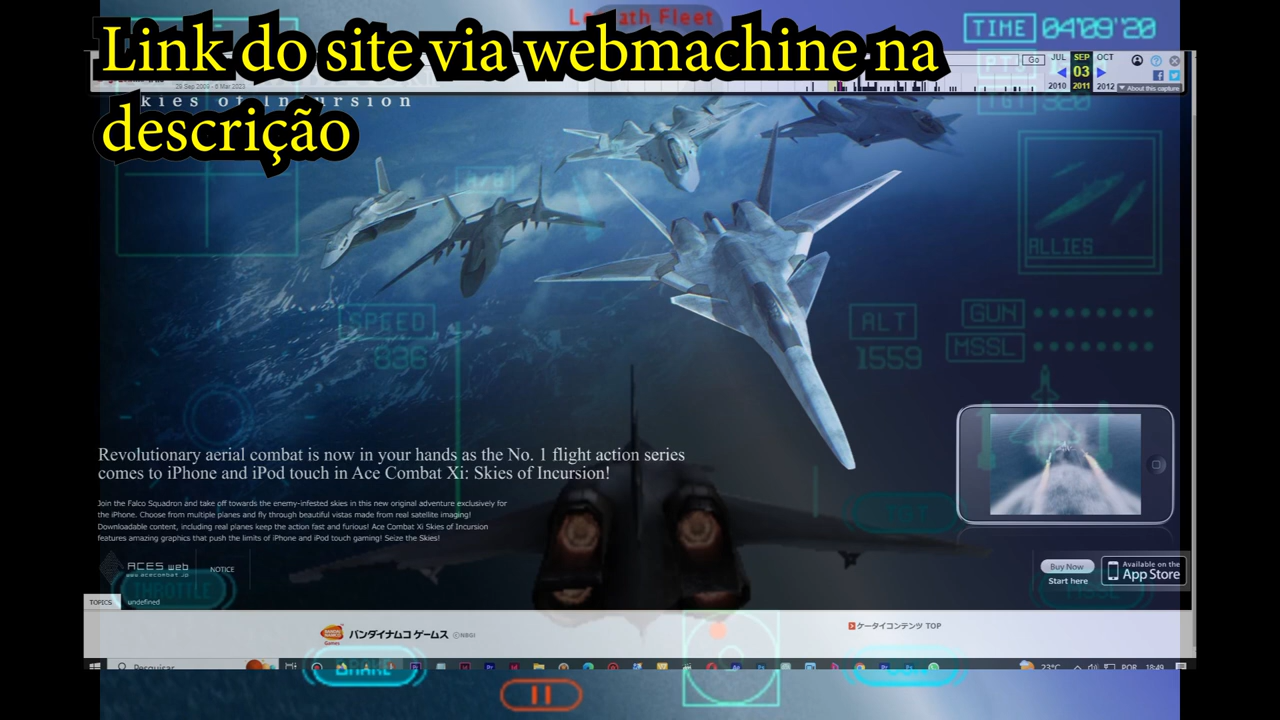 Link do site via webmachine na
descrição
TIME 04'09"20
Go
JUL SEP OCT
03
2010 2011 2012
About this capture
kies of Incursion
ALLIES
SPEED
836
ALT
1559
GUN
MSSL
Revolutionary aerial combat is now in your hands as the No. 1 flight action series
comes to iPhone and iPod touch in Ace Combat Xi: Skies of Incursion!
Join the Falco Squadron and take off towards the enemy-infested skies in this new original adventure exclusively for
the iPhone. Choose from multiple planes and fly through beautiful vistas made from real satellite imaging!
Downloadable content, including real planes keep the action fast and furious! Ace Combat Xi Skies of Incursion
features amazing graphics that push the limits of iPhone and iPod touch gaming! Seize the Skies!
ACES web
www.acecombat.jp
NOTICE
THROTTLE
Buy Now
Start here
Available on the
App Store
TOPICS undefined
バンダイナムコ ゲームス ©NBGI
ケータイコンテンツ TOP
Pesquisar
23°C
POR 18:49
BRAKE